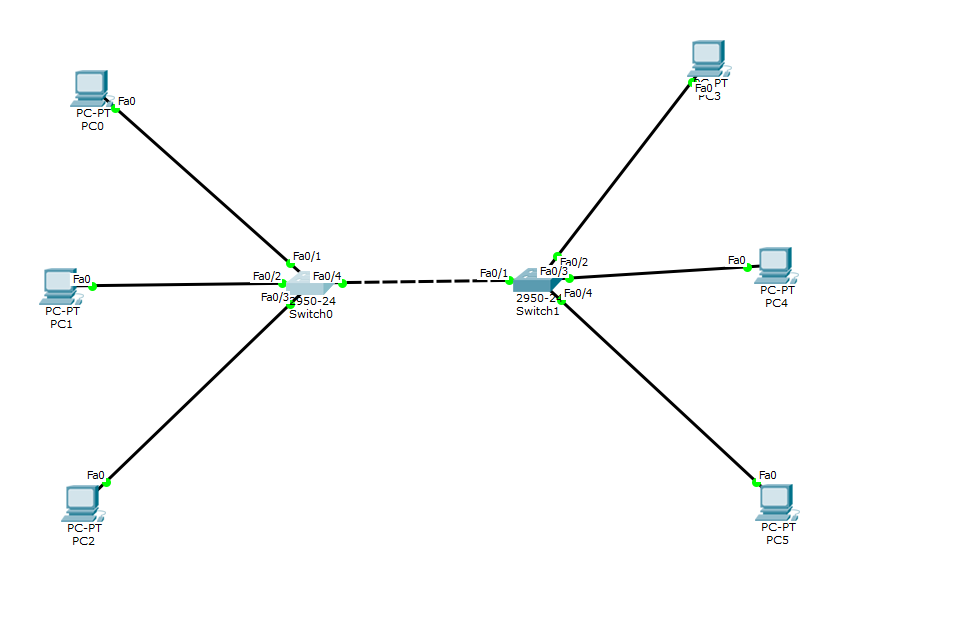 Fa0
PC-PT
PC0
Fa0
PC-PT
PC3
Fa0/1
Fa0/2
Fa0/4
Fa0/3
2950-24
Switch0
Fa0
PC-PT
PC1
Fa0/1
Fa0/2
Fa0/3
Fa0/4
2950-24
Switch1
Fa0
PC-PT
PC4
Fa0
PC-PT
PC2
Fa0
PC-PT
PC5